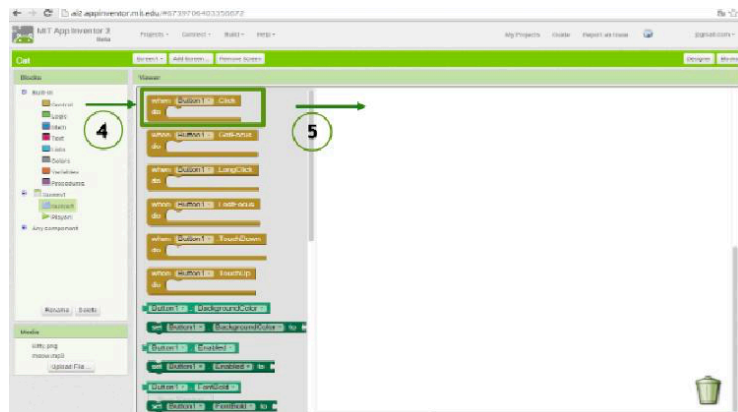 ai2.appinventor.mit.edu/#6739706403356672
MIT App Inventor 2
Beta
Projects
Connect
Build
Help
My Projects
Guide
Report an Issue
@gmail.com
Cat
Screen1
Add Screen ...
Remove Screen
Designer
Blocks
Blocks
Viewer
Built-in
Control
Logic
Math
Text
Lists
Colors
Variables
Procedures
Screen1
Button1
Player1
Any component
Rename
Delete
Media
kitty.png
meow.mp3
Upload File ...
4
when Button1 .Click
do
5
when Button1 .GotFocus
do
when Button1 .LongClick
do
when Button1 .LostFocus
do
when Button1 .TouchDown
do
when Button1 .TouchUp
do
Button1 . BackgroundColor
set Button1 . BackgroundColor to
Button1 . Enabled
set Button1 . Enabled to
Button1 . FontBold
set Button1 . FontBold to